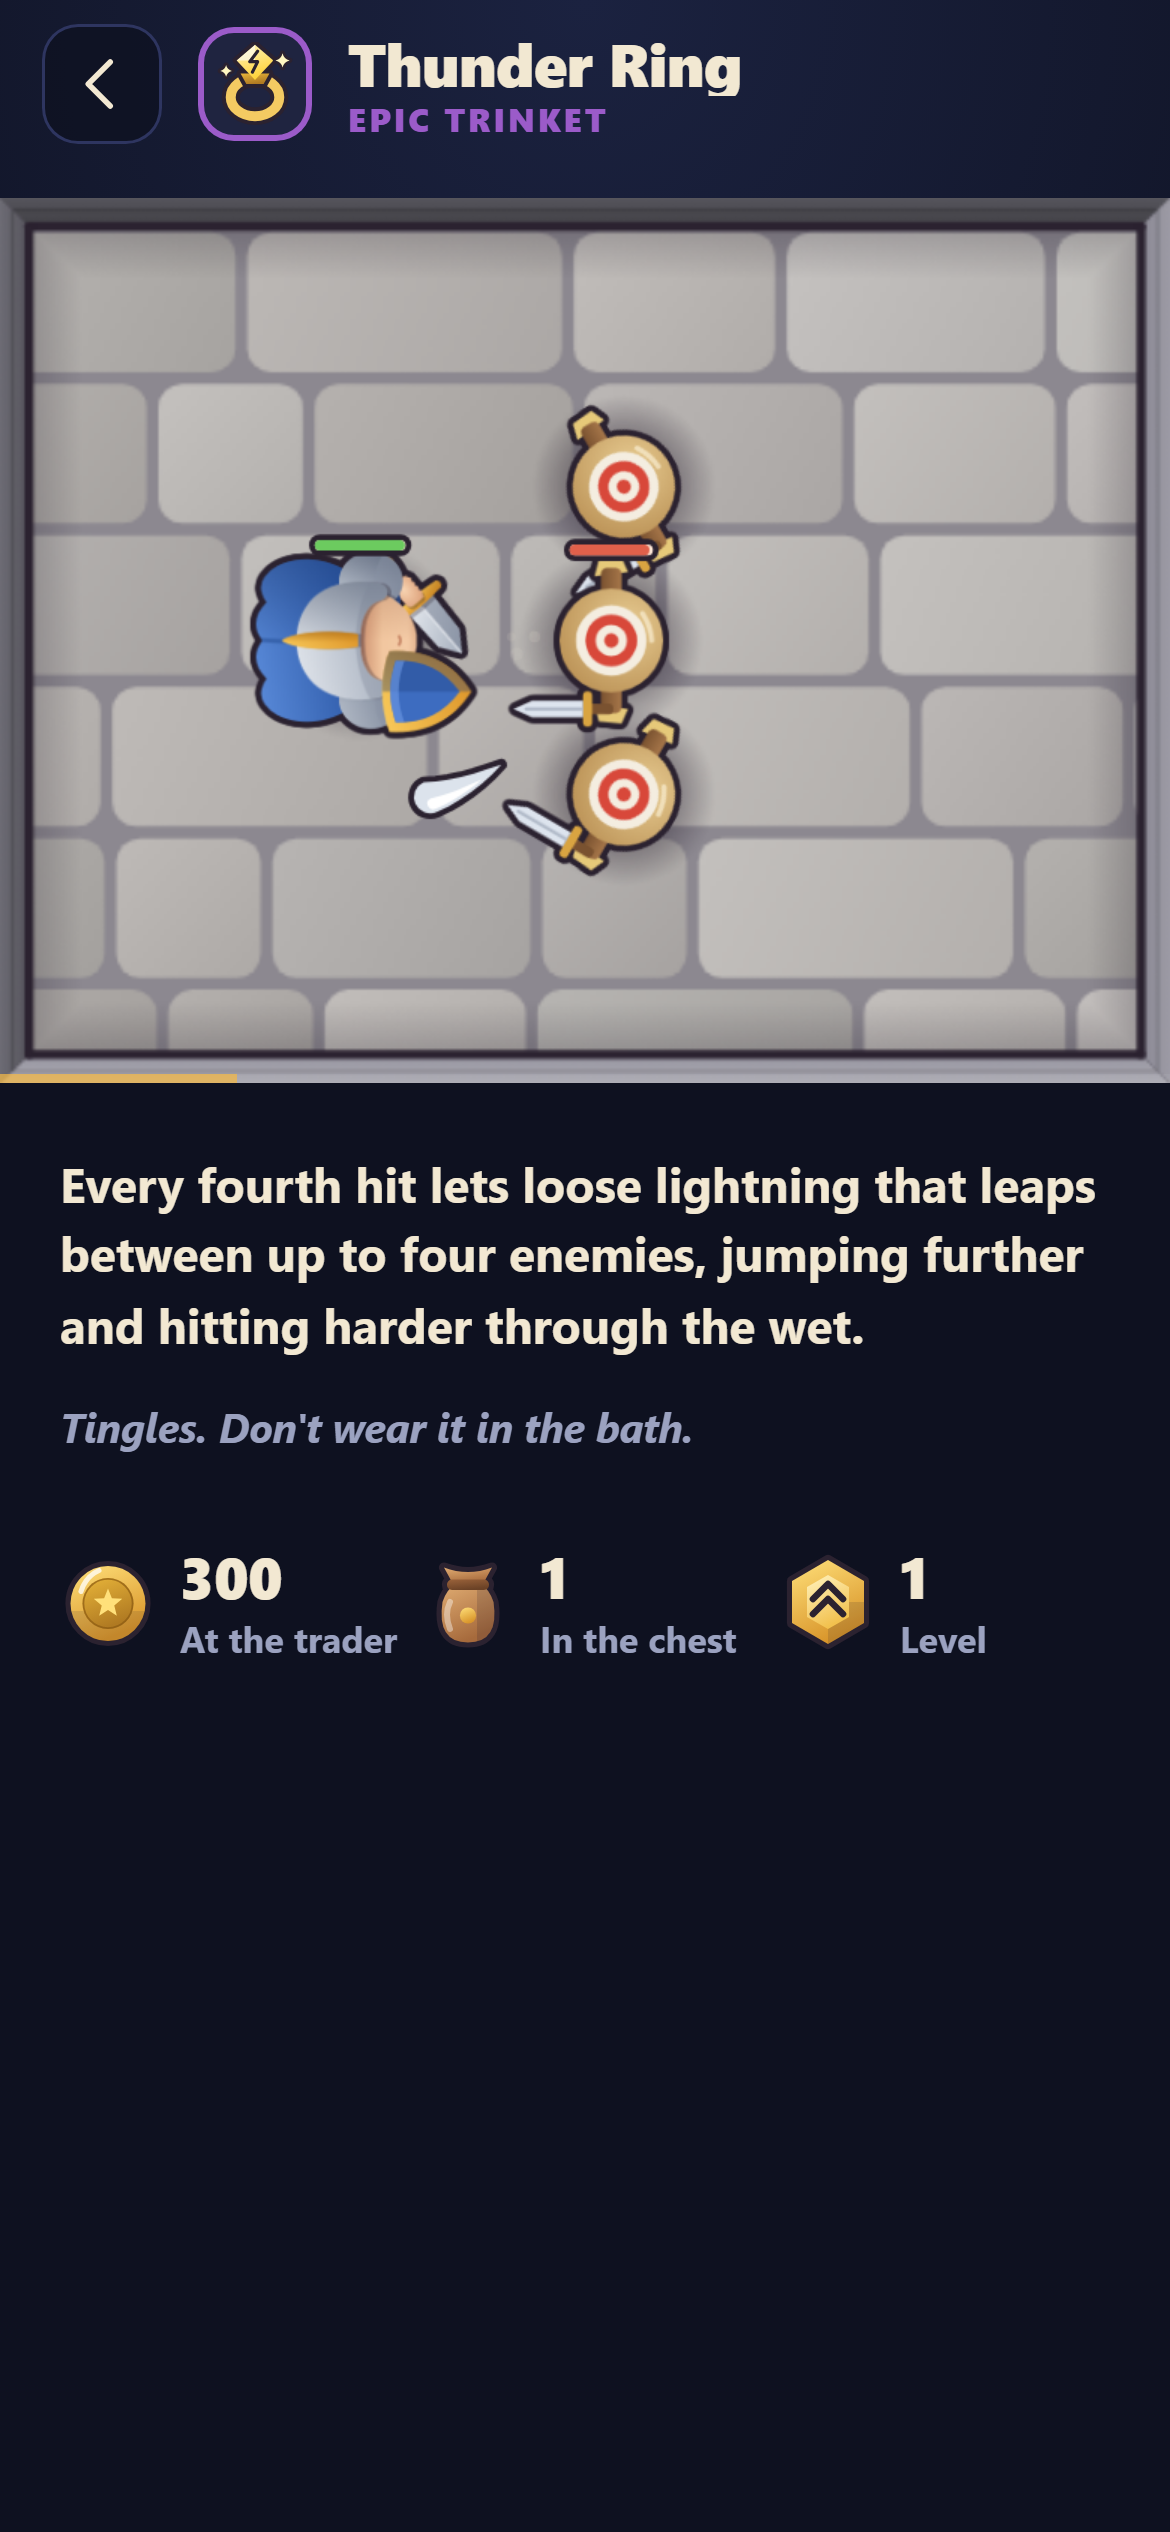 Thunder Ring
EPIC TRINKET
Every fourth hit lets loose lightning that leaps
between up to four enemies, jumping further
and hitting harder through the wet.
Tingles. Don't wear it in the bath.
300
At the trader
1
In the chest
1
Level